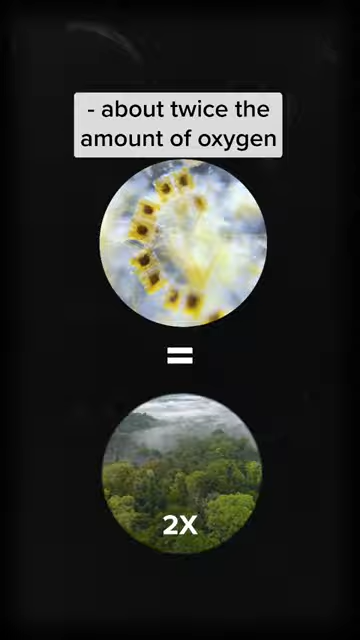 - about twice the
amount of oxygen
=
2X